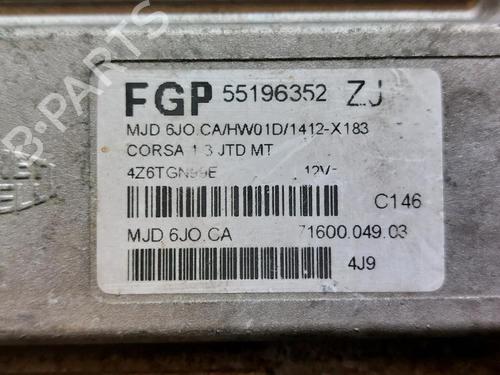 FGP 55196352 ZJ
MJD 6JO.CA/HW01D/1412-X183
CORSA 1.3 JTD MT
4Z6TGN99E 12V
C146
MJD 6JO.CA 71600.049.03
4J9
B-PARTS